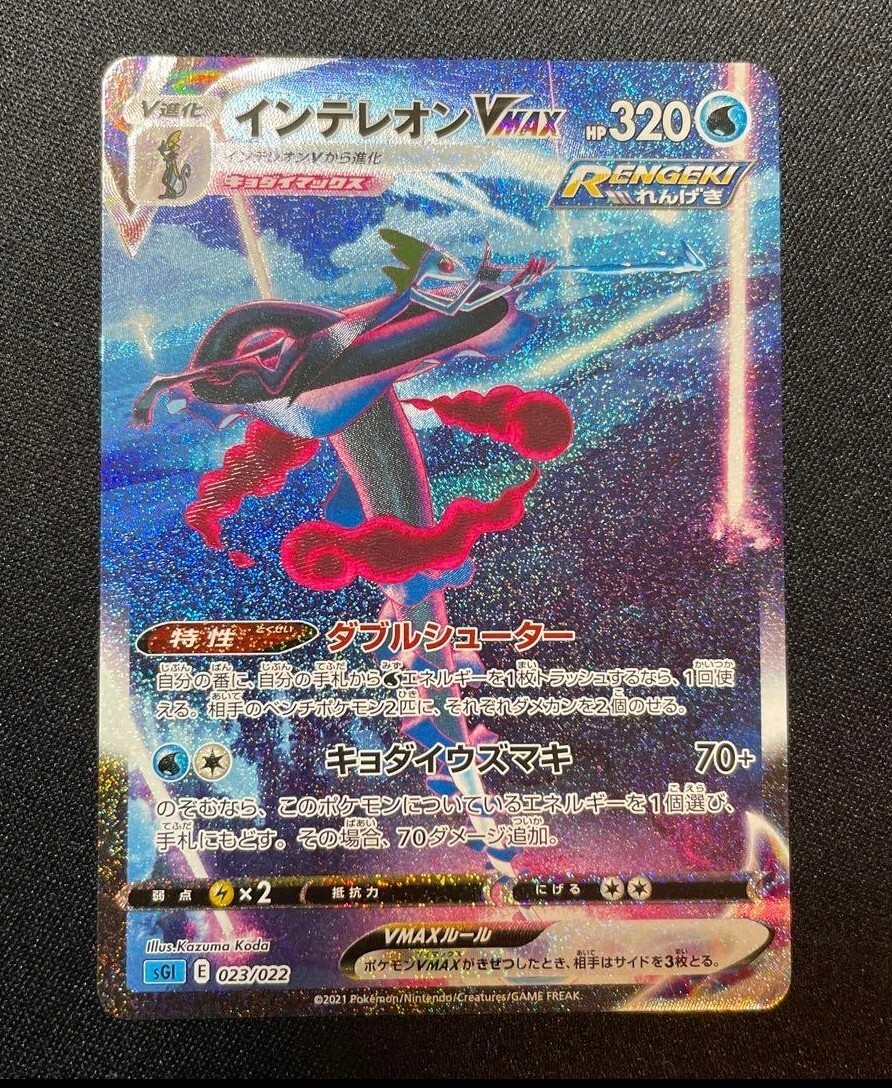 V進化
インテレオンVMAX HP320
インテレオンVから進化
キョダイマックス
RENGEKI
れんげき
特性 とくせい ダブルシューター
自分の番に、自分の手札からエネルギーを1枚トラッシュするなら、1回使
える。相手のベンチポケモン2匹に、それぞれダメカンを2個のせる。
キョダイウズマキ 70+
のぞむなら、このポケモンについているエネルギーを1個選び、
手札にもどす。その場合、70ダメージ追加。
弱点 ×2 抵抗力 にげる
Illus.Kazuma Koda
VMAXルール
sGI E 023/022
ポケモンVMAXがきぜつしたとき、相手はサイドを3枚とる。
©2021 Pokémon/Nintendo/Creatures/GAME FREAK.